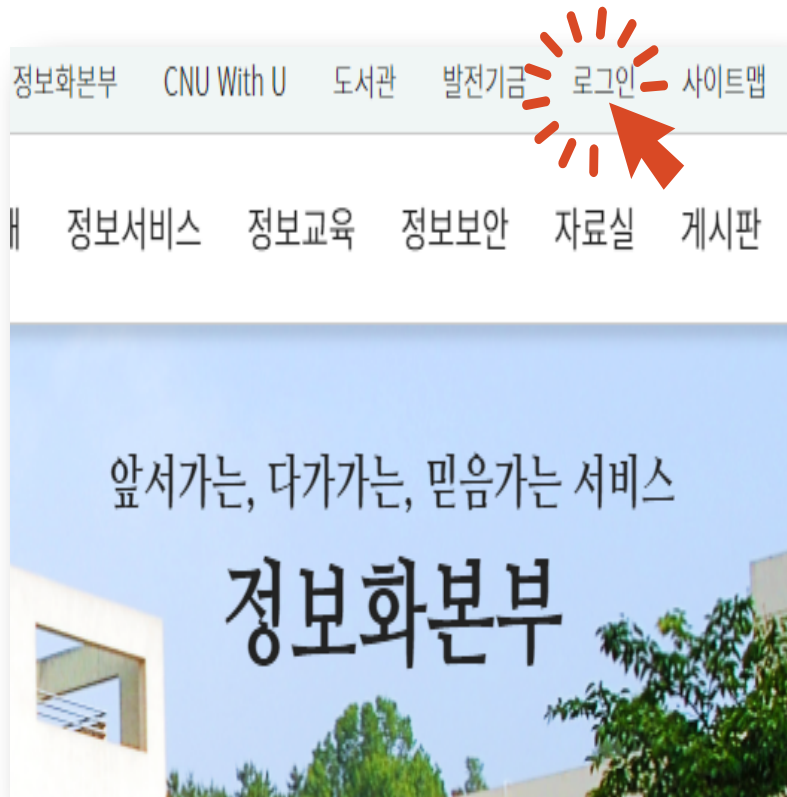 정보화본부 CNU With U 도서관 발전기금 로그인 사이트맵
정보서비스 정보교육 정보보안 자료실 게시판
앞서가는, 다가가는, 믿음가는 서비스
정보화본부